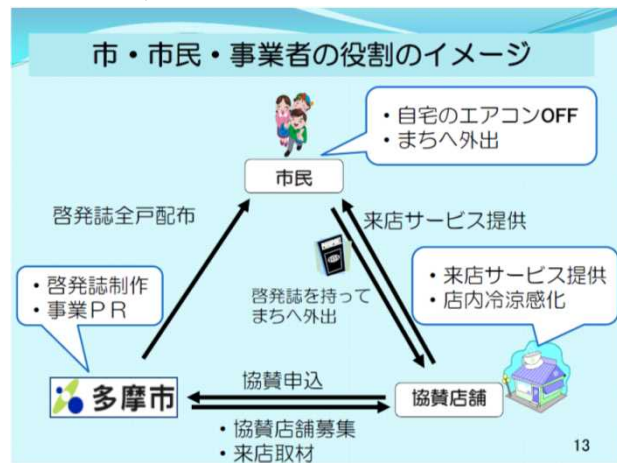 市・市民・事業者の役割のイメージ
・自宅のエアコンOFF
・まちへ外出
市民
啓発誌全戸配布
来店サービス提供
・啓発誌制作
・事業ＰＲ
啓発誌を持って
まちへ外出
・来店サービス提供
・店内冷涼感化
多摩市
協賛申込
協賛店舗
・協賛店舗募集
・来店取材
13